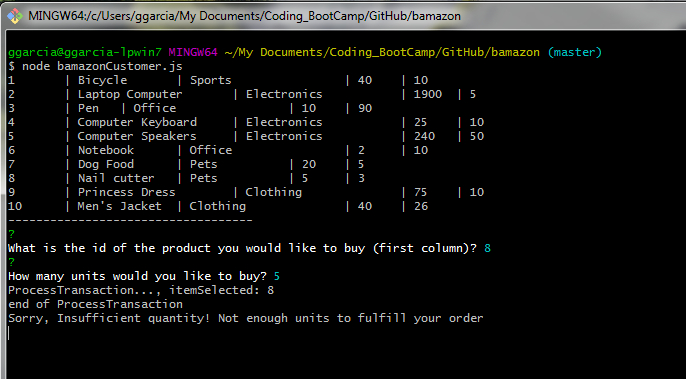 MINGW64:/c/Users/ggarcia/My Documents/Coding_BootCamp/GitHub/bamazon
ggarcia@ggarcia-lpwin7 MINGW64 ~/My Documents/Coding_BootCamp/GitHub/bamazon (master)
$ node bamazonCustomer.js
1 | Bicycle | Sports | 40 | 10
2 | Laptop Computer | Electronics | 1900 | 5
3 | Pen | Office | 10 | 90
4 | Computer Keyboard | Electronics | 25 | 10
5 | Computer Speakers | Electronics | 240 | 50
6 | Notebook | Office | 2 | 10
7 | Dog Food | Pets | 20 | 5
8 | Nail cutter | Pets | 5 | 3
9 | Princess Dress | Clothing | 75 | 10
10 | Men's Jacket | Clothing | 40 | 26
-----------------------------------
?
What is the id of the product you would like to buy (first column)? 8
?
How many units would you like to buy? 5
ProcessTransaction..., itemSelected: 8
end of ProcessTransaction
Sorry, Insufficient quantity! Not enough units to fulfill your order